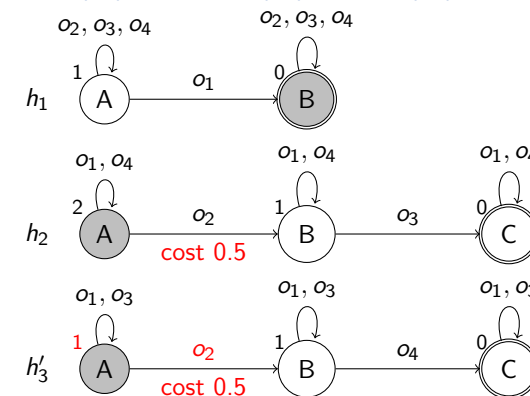 o₂, o₃, o₄ o₂, o₃, o₄
1 0
h₁ A o₁ B
o₁, o₄ o₁, o₄
2 1 0
h₂ A o₂ B o₃ C
cost 0.5
o₁, o₃ o₁, o₃
1 1 0
h₃′ A o₂ B o₄ C
cost 0.5